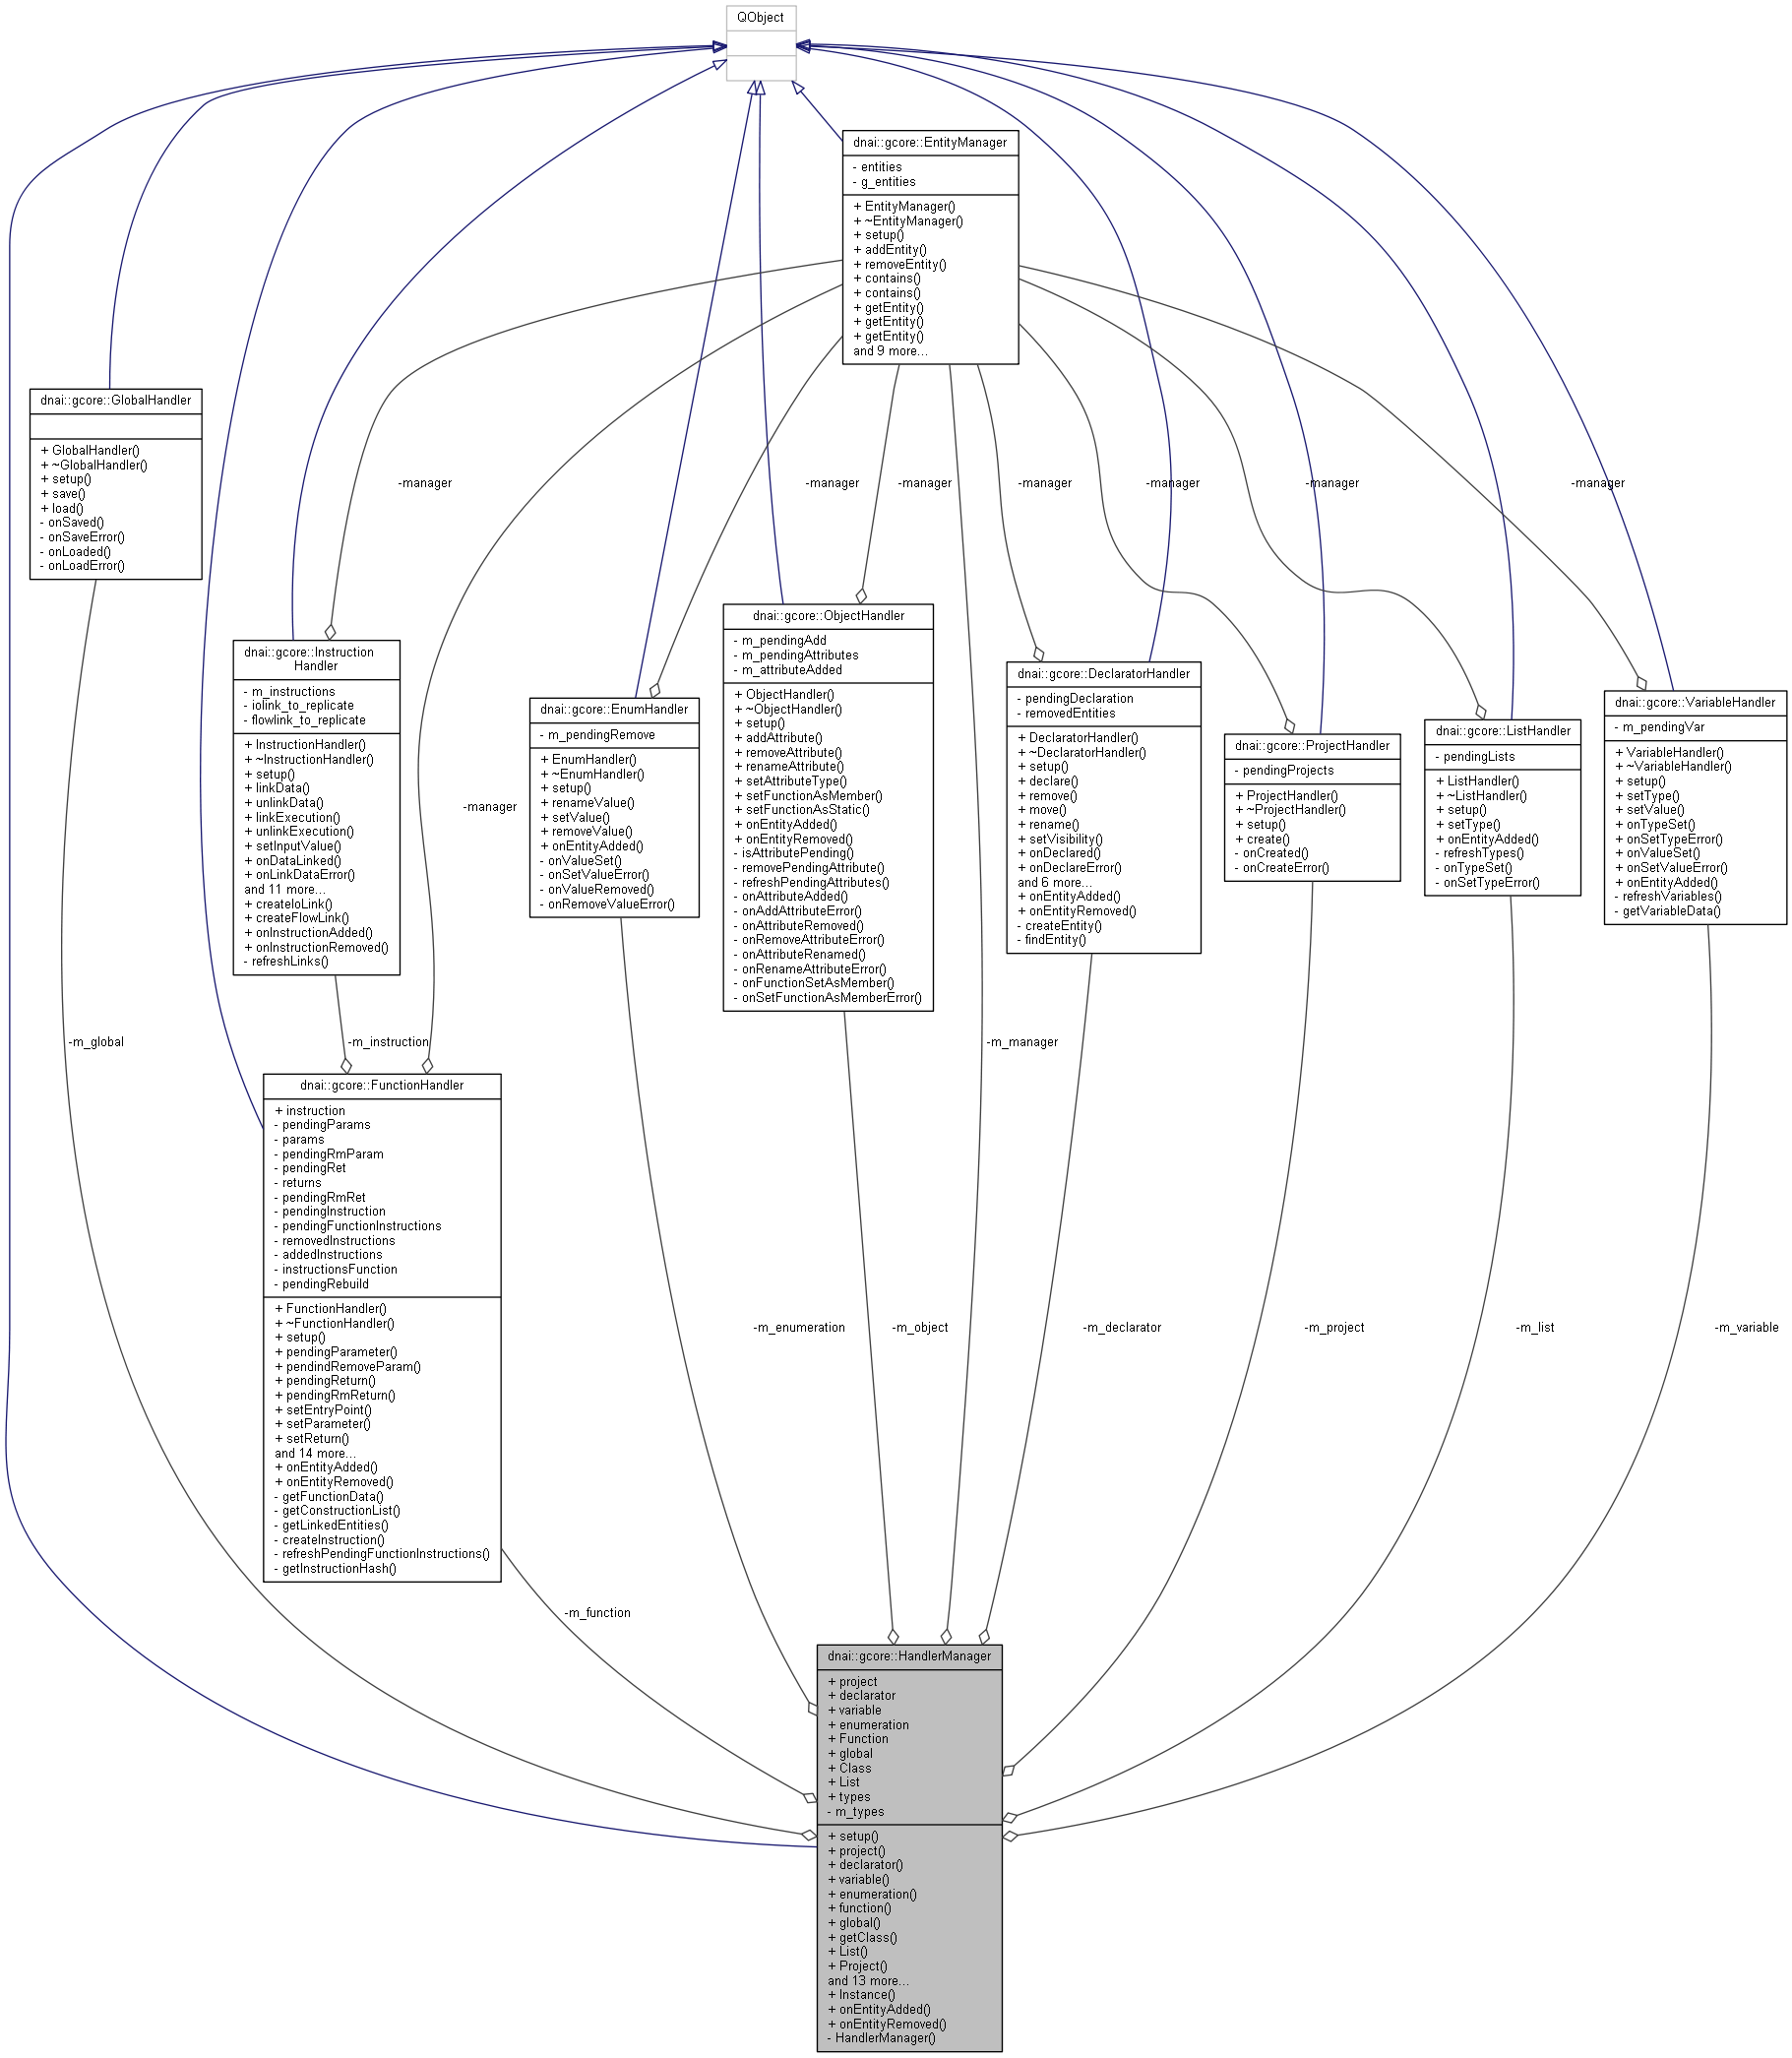 QObject
dnai::gcore::EntityManager
- entities
- g_entities
+ EntityManager()
+ ~EntityManager()
+ setup()
+ addEntity()
+ removeEntity()
+ contains()
+ contains()
+ getEntity()
+ getEntity()
+ getEntity()
and 9 more...
dnai::gcore::GlobalHandler
+ GlobalHandler()
+ ~GlobalHandler()
+ setup()
+ save()
+ load()
- onSaved()
- onSaveError()
- onLoaded()
- onLoadError()
-manager
-manager
-manager
-manager
-manager
-manager
-manager
dnai::gcore::Instruction
Handler
- m_instructions
- iolink_to_replicate
- flowlink_to_replicate
+ InstructionHandler()
+ ~InstructionHandler()
+ setup()
+ linkData()
+ unlinkData()
+ linkExecution()
+ unlinkExecution()
+ setInputValue()
+ onDataLinked()
+ onLinkDataError()
and 11 more...
+ createIoLink()
+ createFlowLink()
+ onInstructionAdded()
+ onInstructionRemoved()
- refreshLinks()
-manager
dnai::gcore::EnumHandler
- m_pendingRemove
+ EnumHandler()
+ ~EnumHandler()
+ setup()
+ renameValue()
+ setValue()
+ removeValue()
+ onEntityAdded()
- onValueSet()
- onSetValueError()
- onValueRemoved()
- onRemoveValueError()
dnai::gcore::ObjectHandler
- m_pendingAdd
- m_pendingAttributes
- m_attributeAdded
+ ObjectHandler()
+ ~ObjectHandler()
+ setup()
+ addAttribute()
+ removeAttribute()
+ renameAttribute()
+ setAttributeType()
+ setFunctionAsMember()
+ setFunctionAsStatic()
+ onEntityAdded()
+ onEntityRemoved()
- isAttributePending()
- removePendingAttribute()
- refreshPendingAttributes()
- onAttributeAdded()
- onAddAttributeError()
- onAttributeRemoved()
- onRemoveAttributeError()
- onAttributeRenamed()
- onRenameAttributeError()
- onFunctionSetAsMember()
- onSetFunctionAsMemberError()
dnai::gcore::DeclaratorHandler
- pendingDeclaration
- removedEntities
+ DeclaratorHandler()
+ ~DeclaratorHandler()
+ setup()
+ declare()
+ remove()
+ move()
+ rename()
+ setVisibility()
+ onDeclared()
+ onDeclareError()
and 6 more...
+ onEntityAdded()
+ onEntityRemoved()
- createEntity()
- findEntity()
dnai::gcore::ProjectHandler
- pendingProjects
+ ProjectHandler()
+ ~ProjectHandler()
+ setup()
+ create()
- onCreated()
- onCreateError()
dnai::gcore::ListHandler
- pendingLists
+ ListHandler()
+ ~ListHandler()
+ setup()
+ setType()
+ onEntityAdded()
- refreshTypes()
- onTypeSet()
- onSetTypeError()
dnai::gcore::VariableHandler
- m_pendingVar
+ VariableHandler()
+ ~VariableHandler()
+ setup()
+ setType()
+ setValue()
+ onTypeSet()
+ onSetTypeError()
+ onValueSet()
+ onSetValueError()
+ onEntityAdded()
- refreshVariables()
- getVariableData()
-m_global
-m_instruction
-m_manager
dnai::gcore::FunctionHandler
+ instruction
- pendingParams
- params
- pendingRmParam
- pendingRet
- returns
- pendingRmRet
- pendingInstruction
- pendingFunctionInstructions
- removedInstructions
- addedInstructions
- instructionsFunction
- pendingRebuild
+ FunctionHandler()
+ ~FunctionHandler()
+ setup()
+ pendingParameter()
+ pendindRemoveParam()
+ pendingReturn()
+ pendingRmReturn()
+ setEntryPoint()
+ setParameter()
+ setReturn()
and 14 more...
+ onEntityAdded()
+ onEntityRemoved()
- getFunctionData()
- getConstructionList()
- getLinkedEntities()
- createInstruction()
- refreshPendingFunctionInstructions()
- getInstructionHash()
-m_enumeration
-m_object
-m_declarator
-m_project
-m_list
-m_variable
-m_function
dnai::gcore::HandlerManager
+ project
+ declarator
+ variable
+ enumeration
+ Function
+ global
+ Class
+ List
+ types
- m_types
+ setup()
+ project()
+ declarator()
+ variable()
+ enumeration()
+ function()
+ global()
+ getClass()
+ List()
+ Project()
and 13 more...
+ Instance()
+ onEntityAdded()
+ onEntityRemoved()
- HandlerManager()